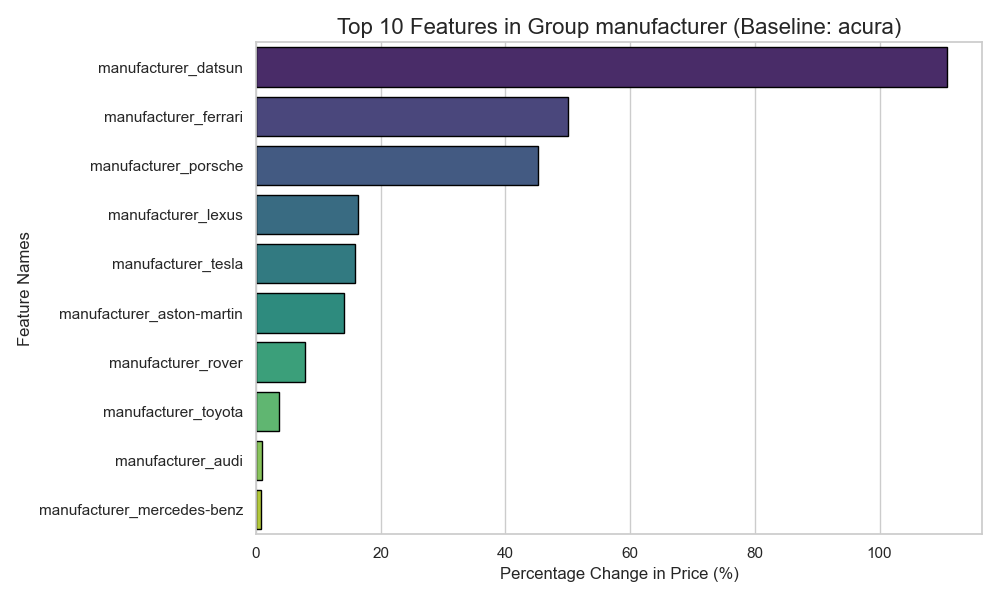 Top 10 Features in Group manufacturer (Baseline: acura)
Feature Names
manufacturer_datsun
manufacturer_ferrari
manufacturer_porsche
manufacturer_lexus
manufacturer_tesla
manufacturer_aston-martin
manufacturer_rover
manufacturer_toyota
manufacturer_audi
manufacturer_mercedes-benz
0 20 40 60 80 100
Percentage Change in Price (%)